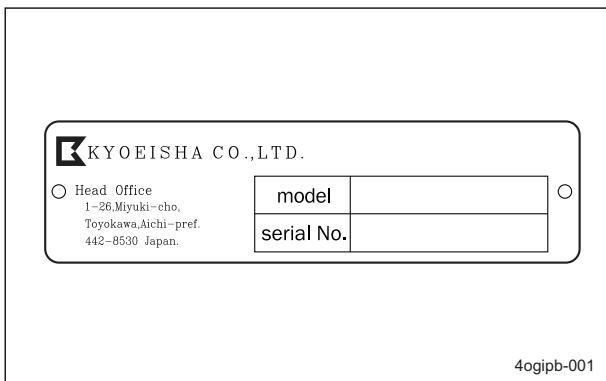 KYOEISHA CO.,LTD.
Head Office
1-26,Miyuki-cho,
Toyokawa,Aichi-pref.
442-8530 Japan.
model
serial No.
4ogipb-001